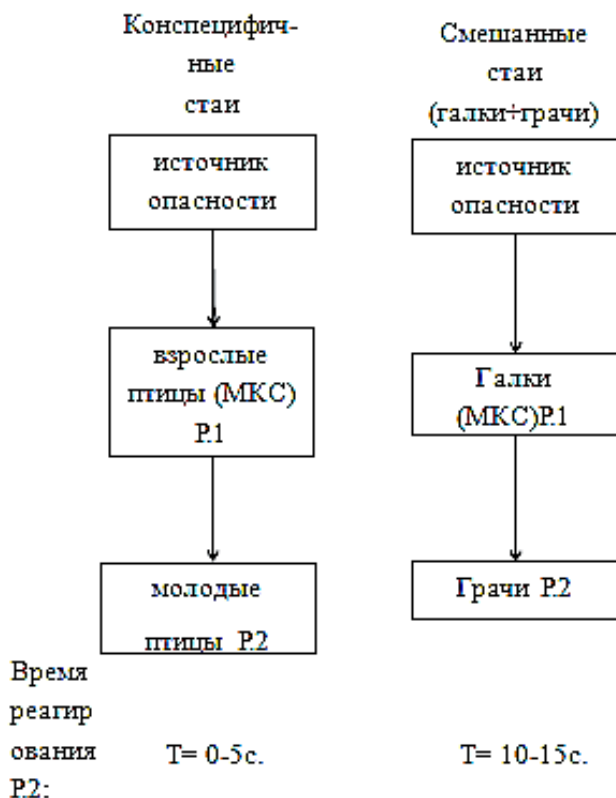 Конспецифич-
ные
стаи
источник
опасности
взрослые
птицы (МКС)
Р.1
молодые
птицы Р.2
Смешанные
стаи
(галки+грачи)
источник
опасности
Галки
(МКС)Р.1
Грачи Р.2
Время
реагир
ования
Р.2:
Т= 0-5с.
Т= 10-15с.